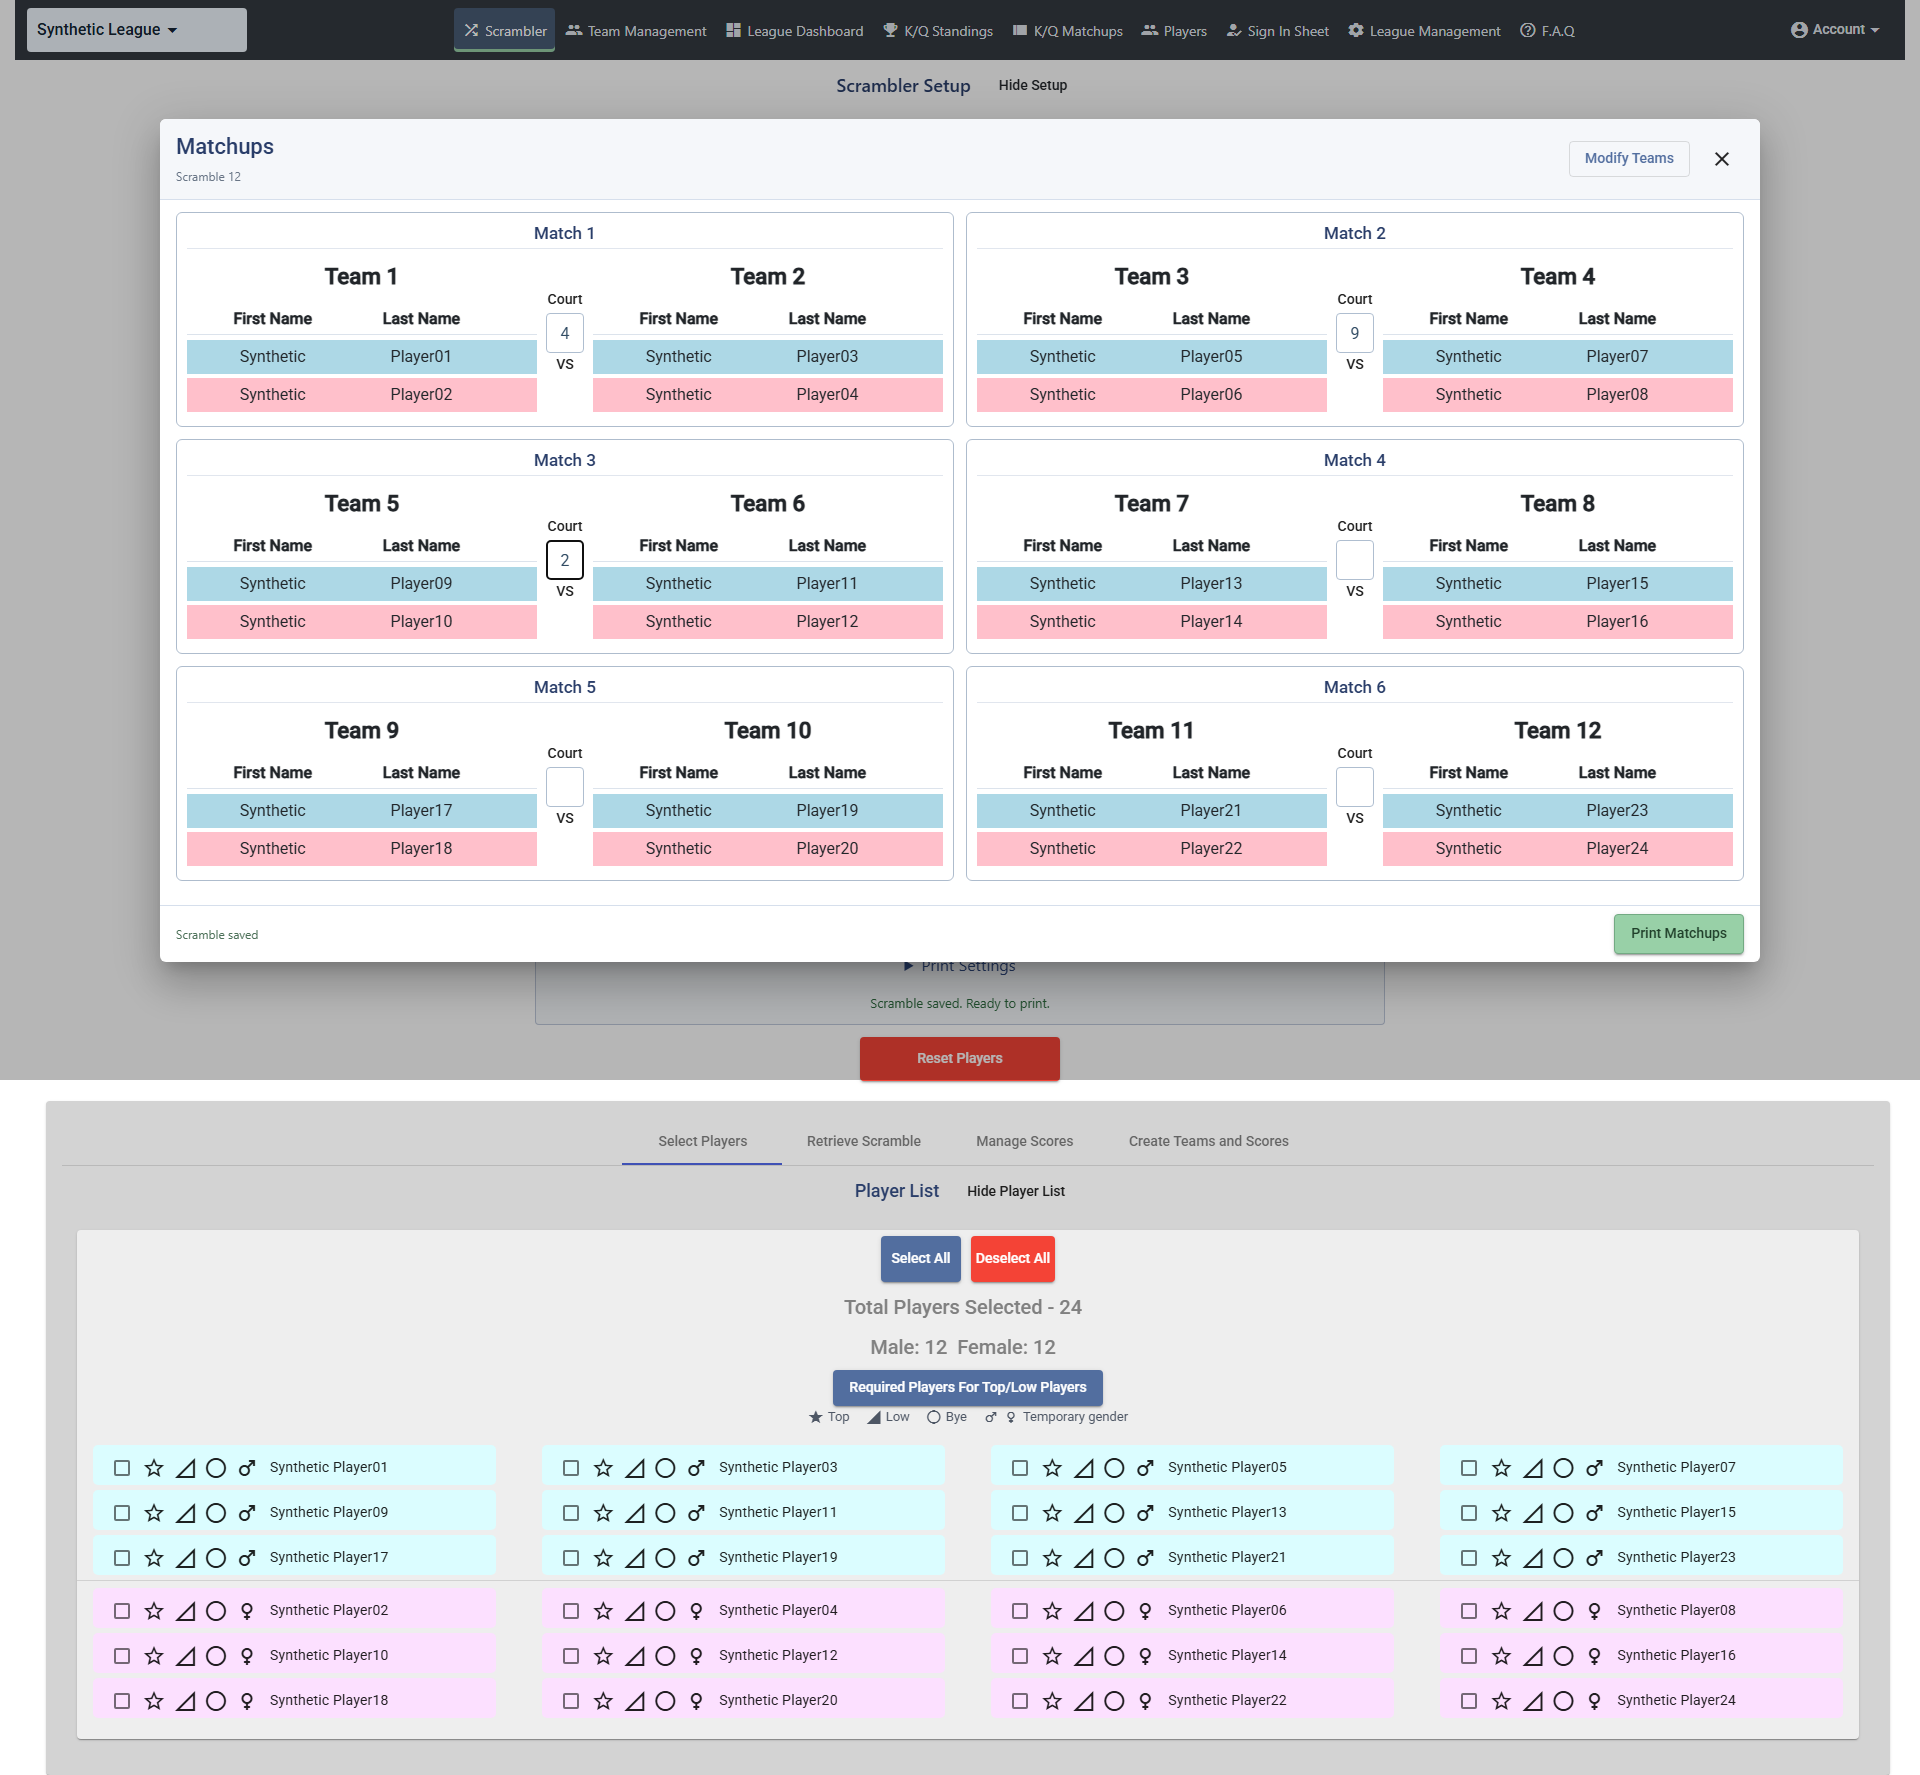 Synthetic League
Scrambler Team Management League Dashboard K/Q Standings K/Q Matchups Players Sign In Sheet League Management F.A.Q Account
Scrambler Setup Hide Setup
Matchups
Scramble 12
Modify Teams
Match 1
Team 1 Team 2
Court
First Name Last Name First Name Last Name
4
Synthetic Player01 Synthetic Player03
VS
Synthetic Player02 Synthetic Player04
Match 2
Team 3 Team 4
Court
First Name Last Name First Name Last Name
9
Synthetic Player05 Synthetic Player07
VS
Synthetic Player06 Synthetic Player08
Match 3
Team 5 Team 6
Court
First Name Last Name First Name Last Name
2
Synthetic Player09 Synthetic Player11
VS
Synthetic Player10 Synthetic Player12
Match 4
Team 7 Team 8
Court
First Name Last Name First Name Last Name
Synthetic Player13 Synthetic Player15
VS
Synthetic Player14 Synthetic Player16
Match 5
Team 9 Team 10
Court
First Name Last Name First Name Last Name
Synthetic Player17 Synthetic Player19
VS
Synthetic Player18 Synthetic Player20
Match 6
Team 11 Team 12
Court
First Name Last Name First Name Last Name
Synthetic Player21 Synthetic Player23
VS
Synthetic Player22 Synthetic Player24
Scramble saved
Print Matchups
Print Settings
Scramble saved. Ready to print.
Reset Players
Select Players Retrieve Scramble Manage Scores Create Teams and Scores
Player List Hide Player List
Select All Deselect All
Total Players Selected - 24
Male: 12 Female: 12
Required Players For Top/Low Players
Top Low Bye Temporary gender
Synthetic Player01 Synthetic Player03 Synthetic Player05 Synthetic Player07
Synthetic Player09 Synthetic Player11 Synthetic Player13 Synthetic Player15
Synthetic Player17 Synthetic Player19 Synthetic Player21 Synthetic Player23
Synthetic Player02 Synthetic Player04 Synthetic Player06 Synthetic Player08
Synthetic Player10 Synthetic Player12 Synthetic Player14 Synthetic Player16
Synthetic Player18 Synthetic Player20 Synthetic Player22 Synthetic Player24